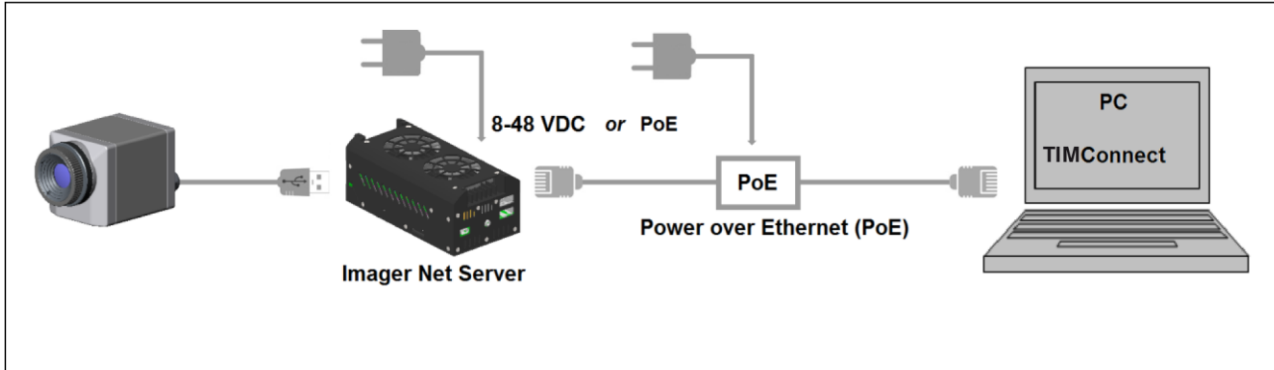 8-48 VDC or PoE
PoE
Power over Ethernet (PoE)
Imager Net Server
PC
TIMConnect